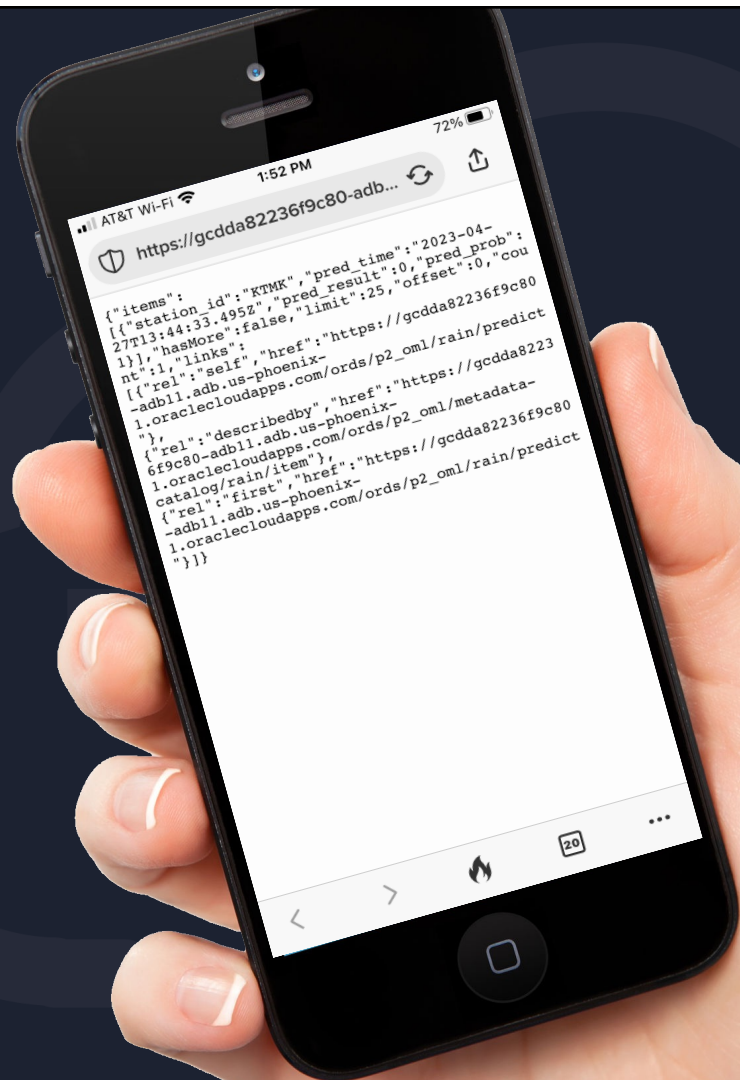 AT&T Wi-Fi
1:52 PM
72%
https://gcdda82236f9c80-adb...
{"items":
[{"station_id":"KTMK","pred_time":"2023-04-
27T13:44:33.495Z","pred_result":0,"pred_prob":
1}],"hasMore":false,"limit":25,"offset":0,"cou
nt":1,"links":
[{"rel":"self","href":"https://gcdda82236f9c80
-adb11.adb.us-phoenix-
1.oraclecloudapps.com/ords/p2_oml/rain/predict
"},
{"rel":"describedby","href":"https://gcdda8223
6f9c80-adb11.adb.us-phoenix-
1.oraclecloudapps.com/ords/p2_oml/metadata-
catalog/rain/item"},
{"rel":"first","href":"https://gcdda82236f9c80
-adb11.adb.us-phoenix-
1.oraclecloudapps.com/ords/p2_oml/rain/predict
"}]}
20